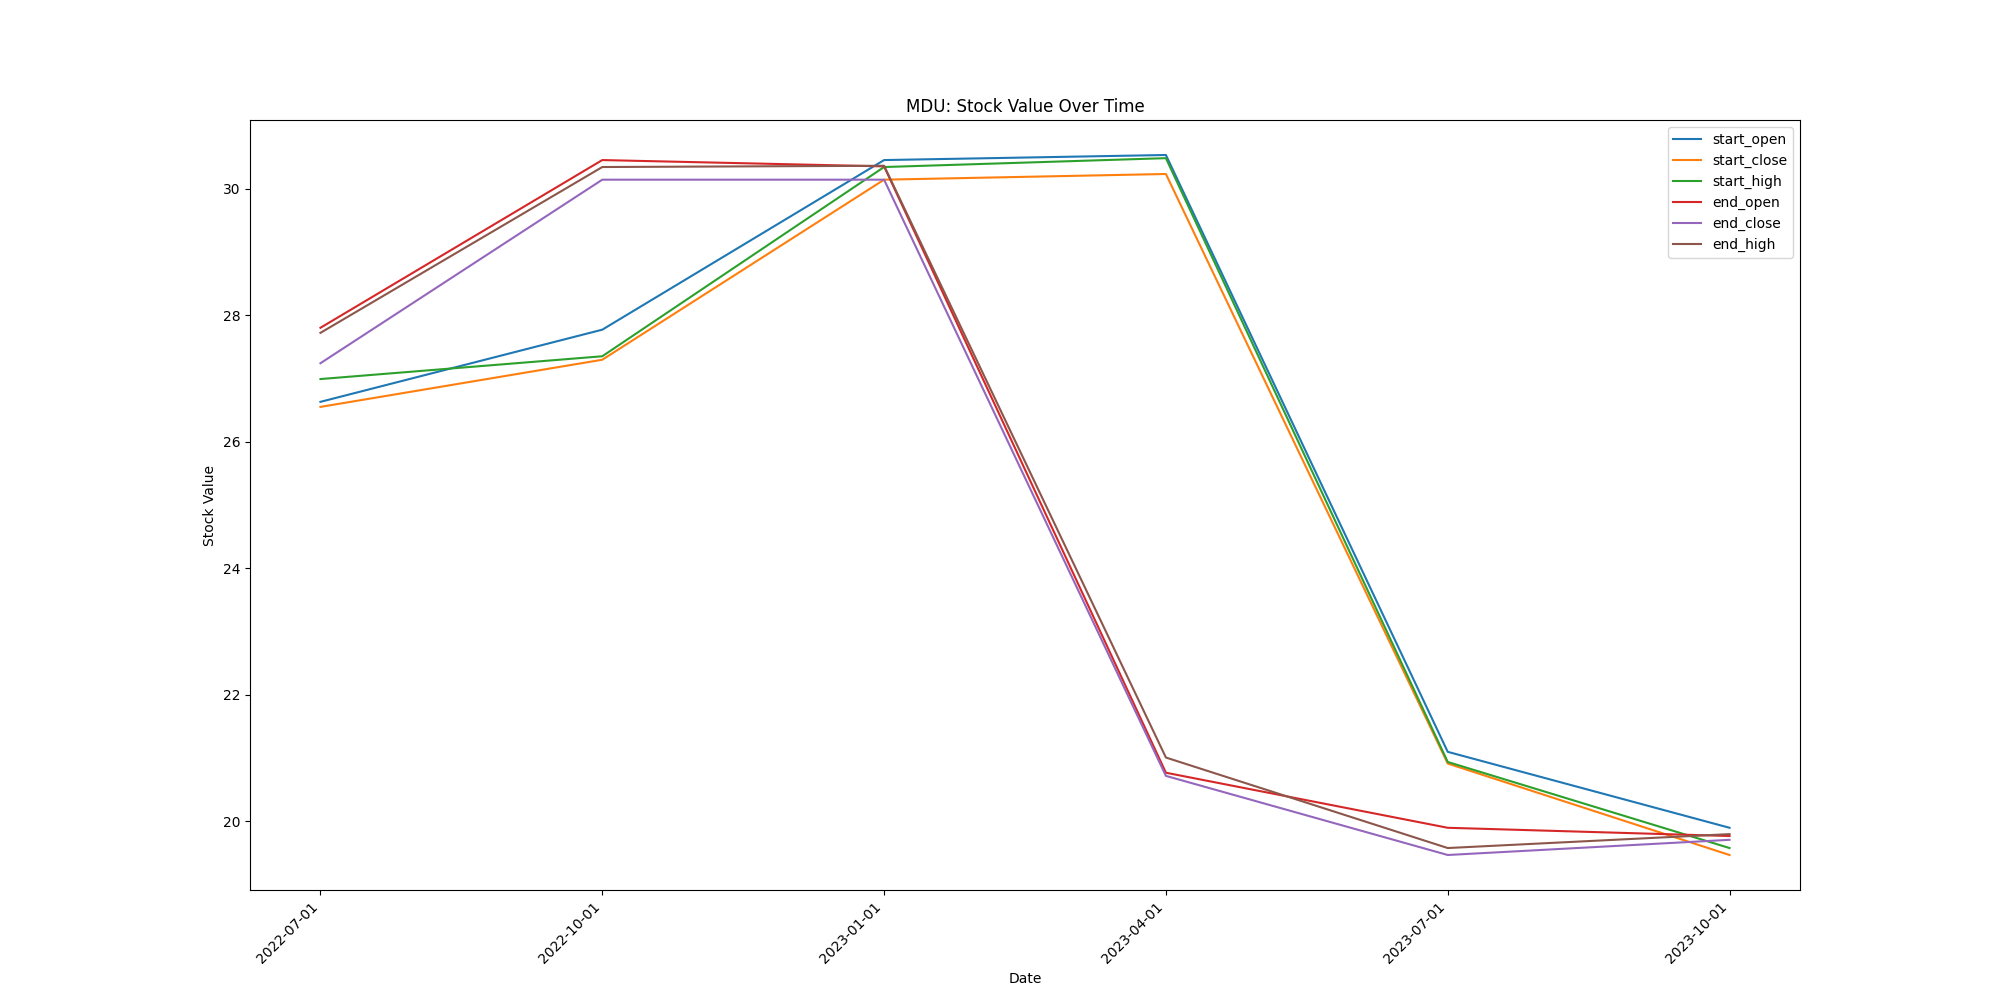 MDU: Stock Value Over Time
start_open
start_close
start_high
end_open
end_close
end_high
Stock Value
30
28
26
24
22
20
2022-07-01
2022-10-01
2023-01-01
2023-04-01
2023-07-01
2023-10-01
Date